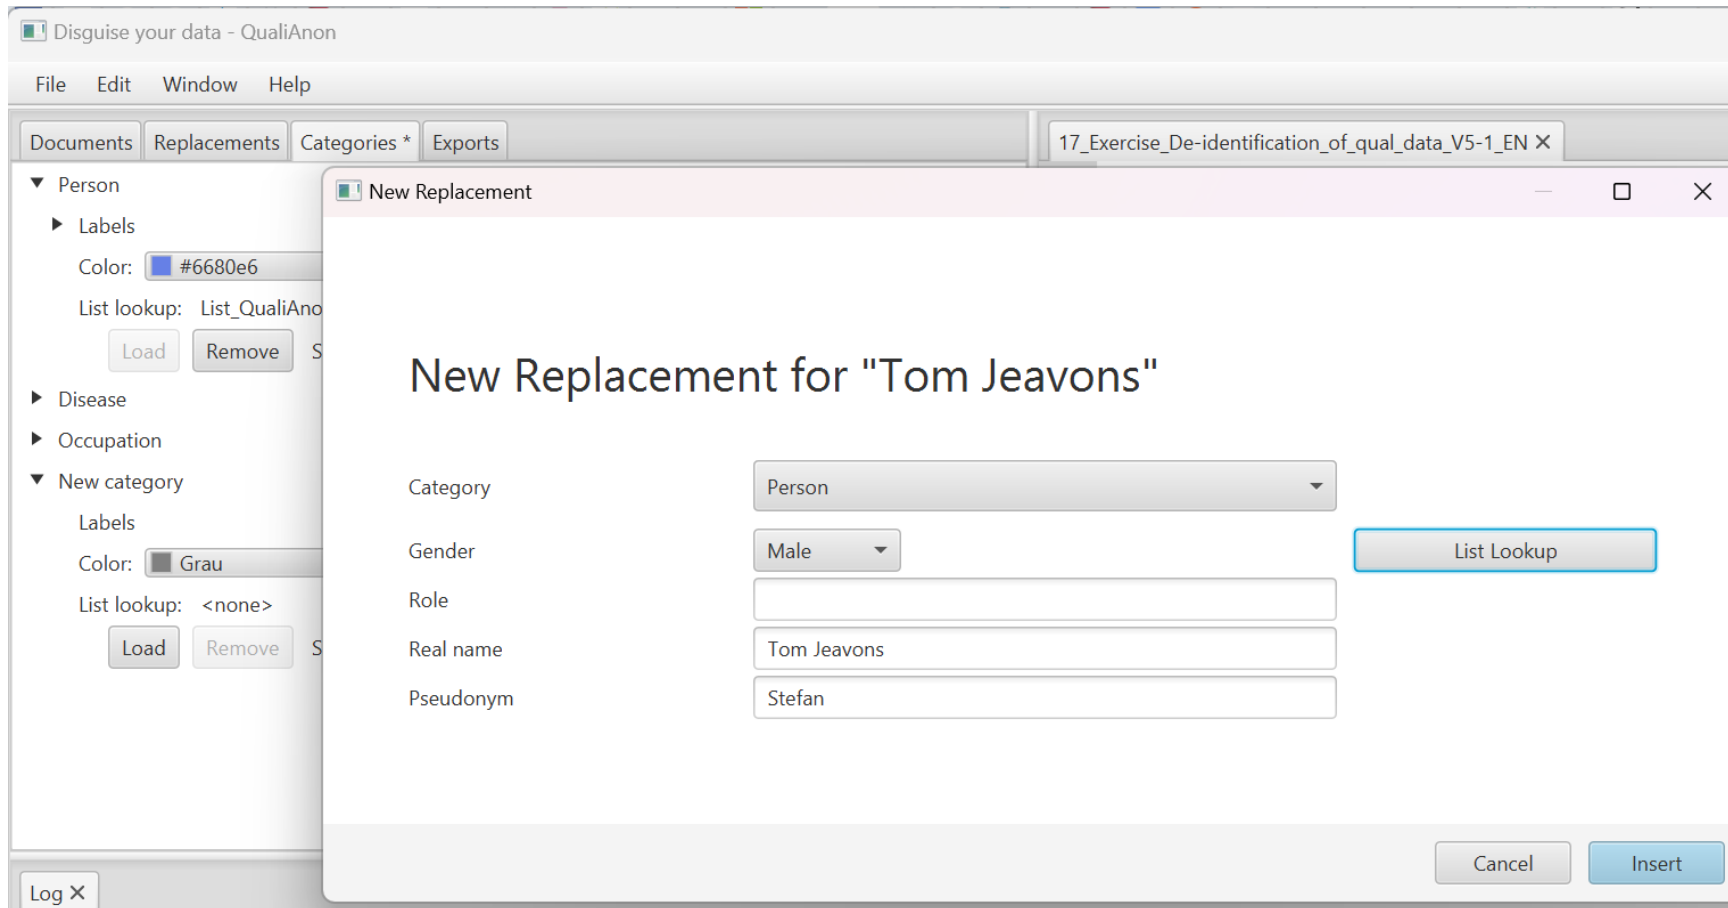 Disguise your data - QualiAnon
File Edit Window Help
Documents Replacements Categories * Exports
17_Exercise_De-identification_of_qual_data_V5-1_EN
Person
Labels
Color: #6680e6
List lookup: List_QualiAno
Load Remove S
Disease
Occupation
New category
Labels
Color: Grau
List lookup: <none>
Load Remove S
Log
New Replacement
New Replacement for "Tom Jeavons"
Category Person
Gender Male List Lookup
Role
Real name Tom Jeavons
Pseudonym Stefan
Cancel Insert